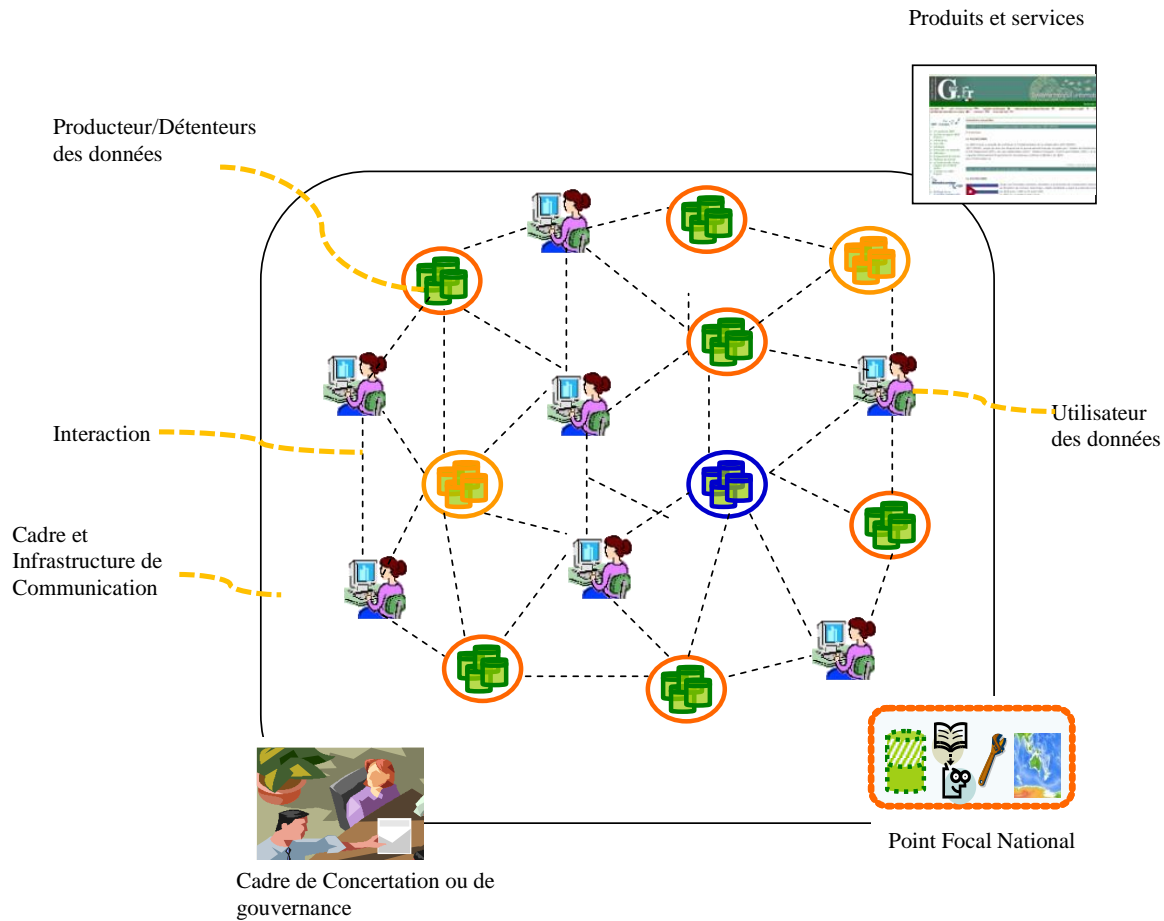 Produits et services
G
.fr
Producteur/Détenteurs
des données
Interaction
Utilisateur
des données
Cadre et
Infrastructure de
Communication
Point Focal National
Cadre de Concertation ou de
gouvernance